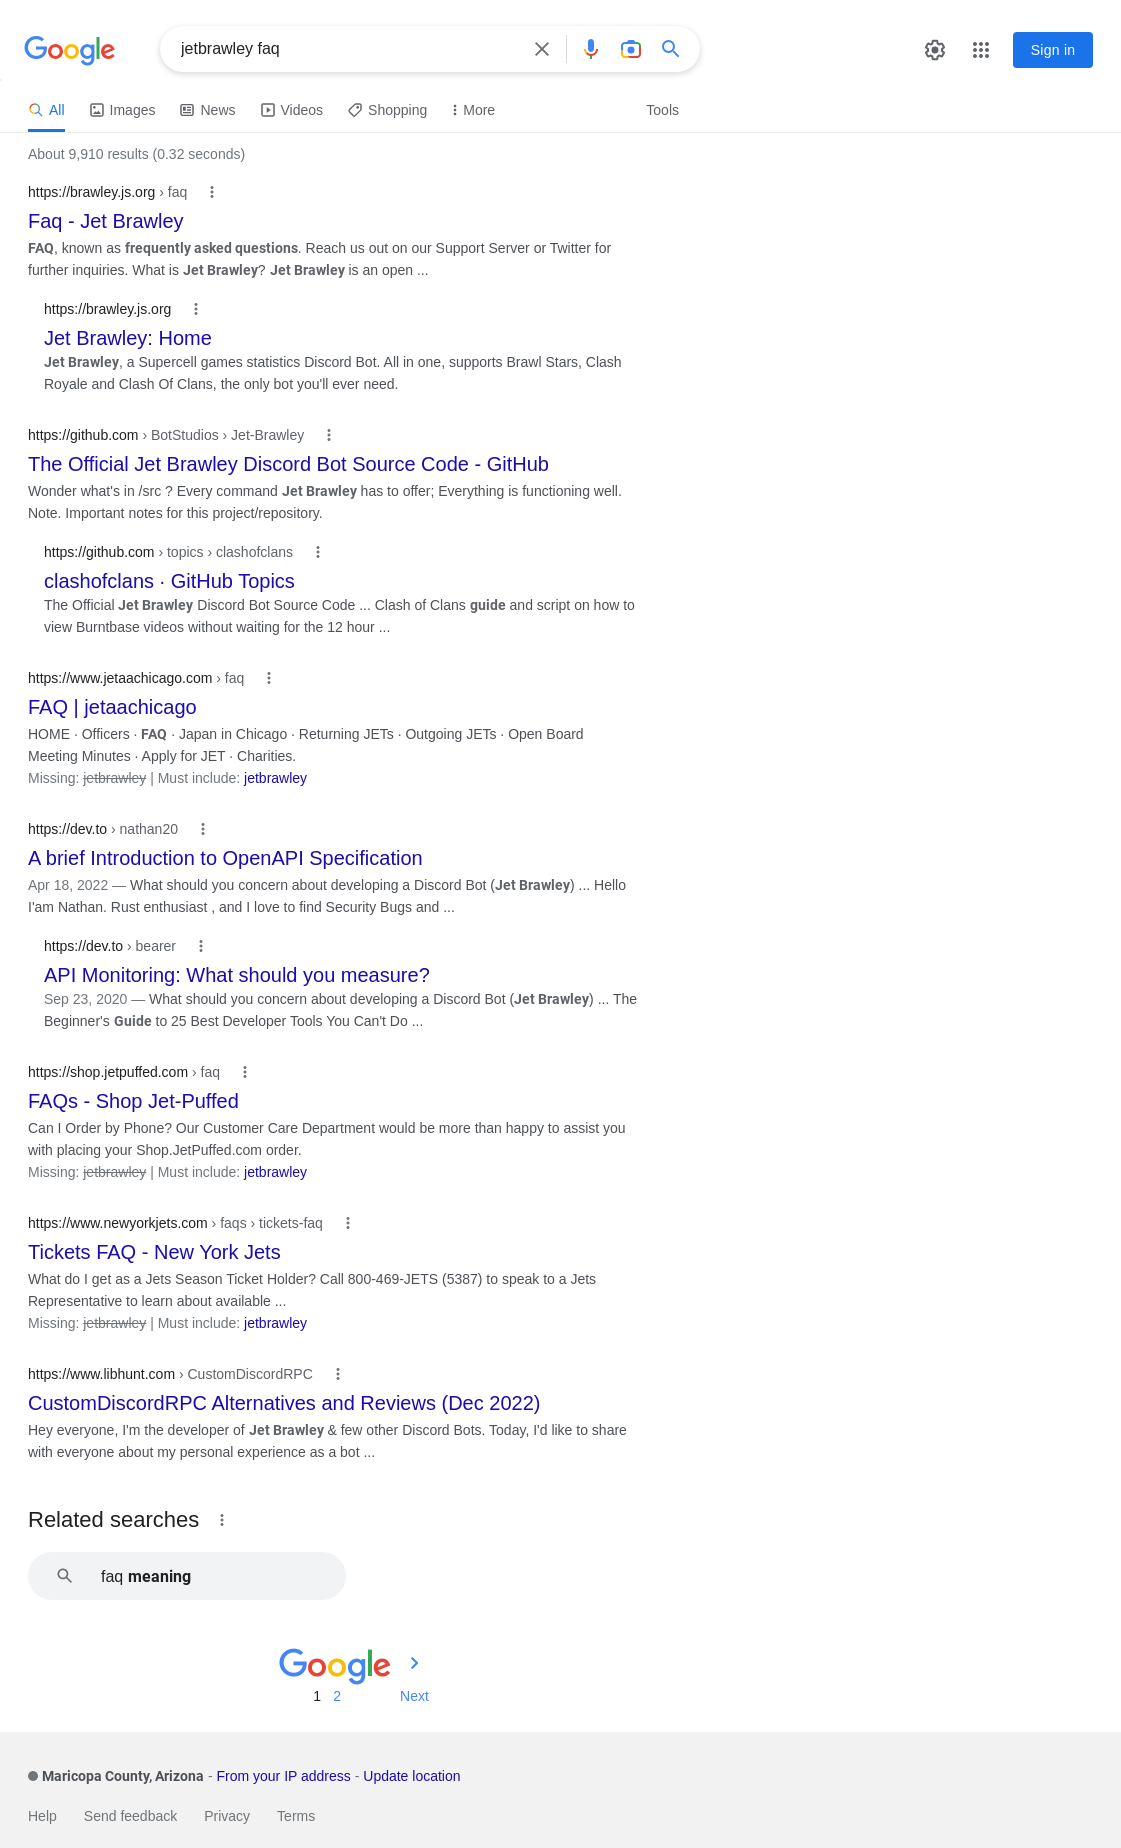 Google
jetbrawley faq
Sign in
All Images News Videos Shopping More Tools
About 9,910 results (0.32 seconds)
https://brawley.js.org › faq
Faq - Jet Brawley
FAQ, known as frequently asked questions. Reach us out on our Support Server or Twitter for
further inquiries. What is Jet Brawley? Jet Brawley is an open ...
https://brawley.js.org
Jet Brawley: Home
Jet Brawley, a Supercell games statistics Discord Bot. All in one, supports Brawl Stars, Clash
Royale and Clash Of Clans, the only bot you'll ever need.
https://github.com › BotStudios › Jet-Brawley
The Official Jet Brawley Discord Bot Source Code - GitHub
Wonder what's in /src ? Every command Jet Brawley has to offer; Everything is functioning well.
Note. Important notes for this project/repository.
https://github.com › topics › clashofclans
clashofclans · GitHub Topics
The Official Jet Brawley Discord Bot Source Code ... Clash of Clans guide and script on how to
view Burntbase videos without waiting for the 12 hour ...
https://www.jetaachicago.com › faq
FAQ | jetaachicago
HOME · Officers · FAQ · Japan in Chicago · Returning JETs · Outgoing JETs · Open Board
Meeting Minutes · Apply for JET · Charities.
Missing: jetbrawley | Must include: jetbrawley
https://dev.to › nathan20
A brief Introduction to OpenAPI Specification
Apr 18, 2022 — What should you concern about developing a Discord Bot (Jet Brawley) ... Hello
I'am Nathan. Rust enthusiast , and I love to find Security Bugs and ...
https://dev.to › bearer
API Monitoring: What should you measure?
Sep 23, 2020 — What should you concern about developing a Discord Bot (Jet Brawley) ... The
Beginner's Guide to 25 Best Developer Tools You Can't Do ...
https://shop.jetpuffed.com › faq
FAQs - Shop Jet-Puffed
Can I Order by Phone? Our Customer Care Department would be more than happy to assist you
with placing your Shop.JetPuffed.com order.
Missing: jetbrawley | Must include: jetbrawley
https://www.newyorkjets.com › faqs › tickets-faq
Tickets FAQ - New York Jets
What do I get as a Jets Season Ticket Holder? Call 800-469-JETS (5387) to speak to a Jets
Representative to learn about available ...
Missing: jetbrawley | Must include: jetbrawley
https://www.libhunt.com › CustomDiscordRPC
CustomDiscordRPC Alternatives and Reviews (Dec 2022)
Hey everyone, I'm the developer of Jet Brawley & few other Discord Bots. Today, I'd like to share
with everyone about my personal experience as a bot ...
Related searches
faq meaning
Google
1 2 Next
Maricopa County, Arizona - From your IP address - Update location
Help Send feedback Privacy Terms